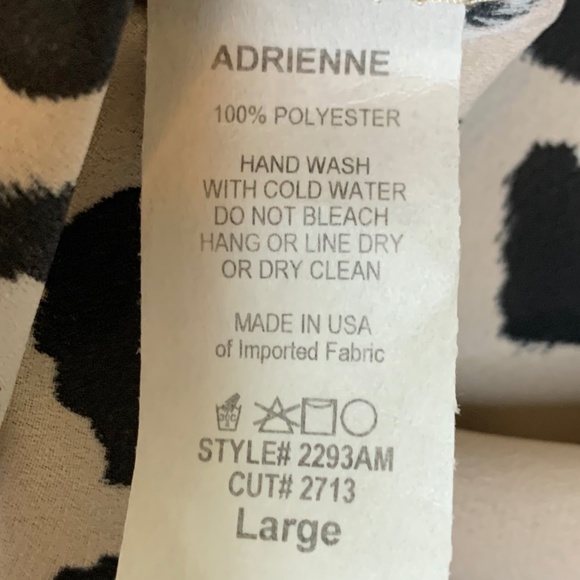 ADRIENNE
100% POLYESTER
HAND WASH
WITH COLD WATER
DO NOT BLEACH
HANG OR LINE DRY
OR DRY CLEAN
MADE IN USA
of Imported Fabric
STYLE# 2293AM
CUT# 2713
Large